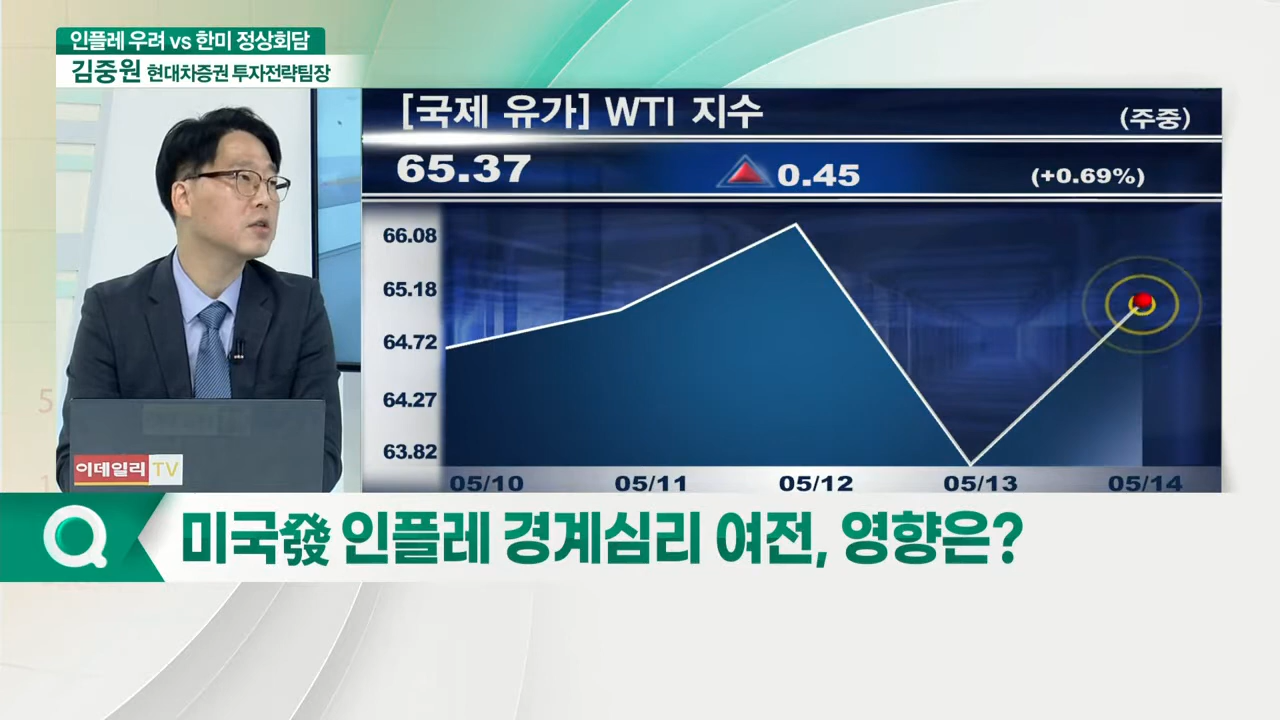 인플레 우려 vs 한미 정상회담
김중원 현대차증권 투자전략팀장
[국제 유가] WTI 지수 (주중)
65.37 0.45 (+0.69%)
66.08
65.18
64.72
64.27
63.82
05/10 05/11 05/12 05/13 05/14
이데일리 TV
미국發 인플레 경계심리 여전, 영향은?